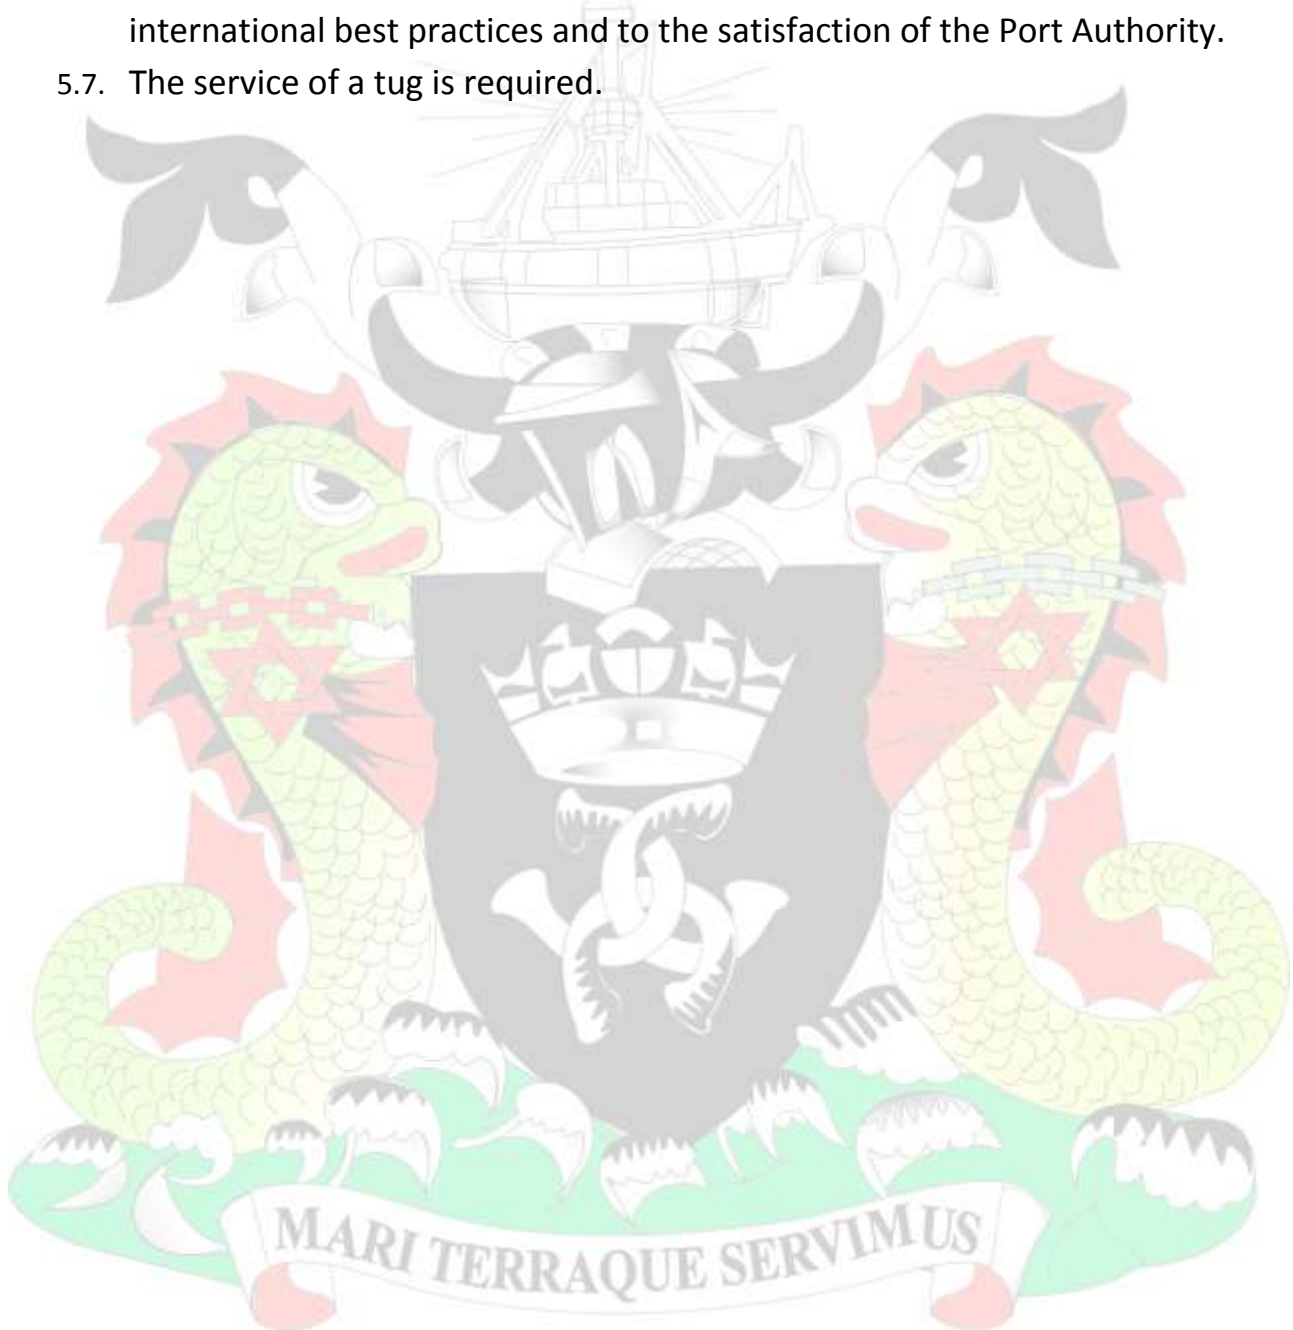 international best practices and to the satisfaction of the Port Authority.
5.7. The service of a tug is required.
MARI TERRAQUE SERVIMUS